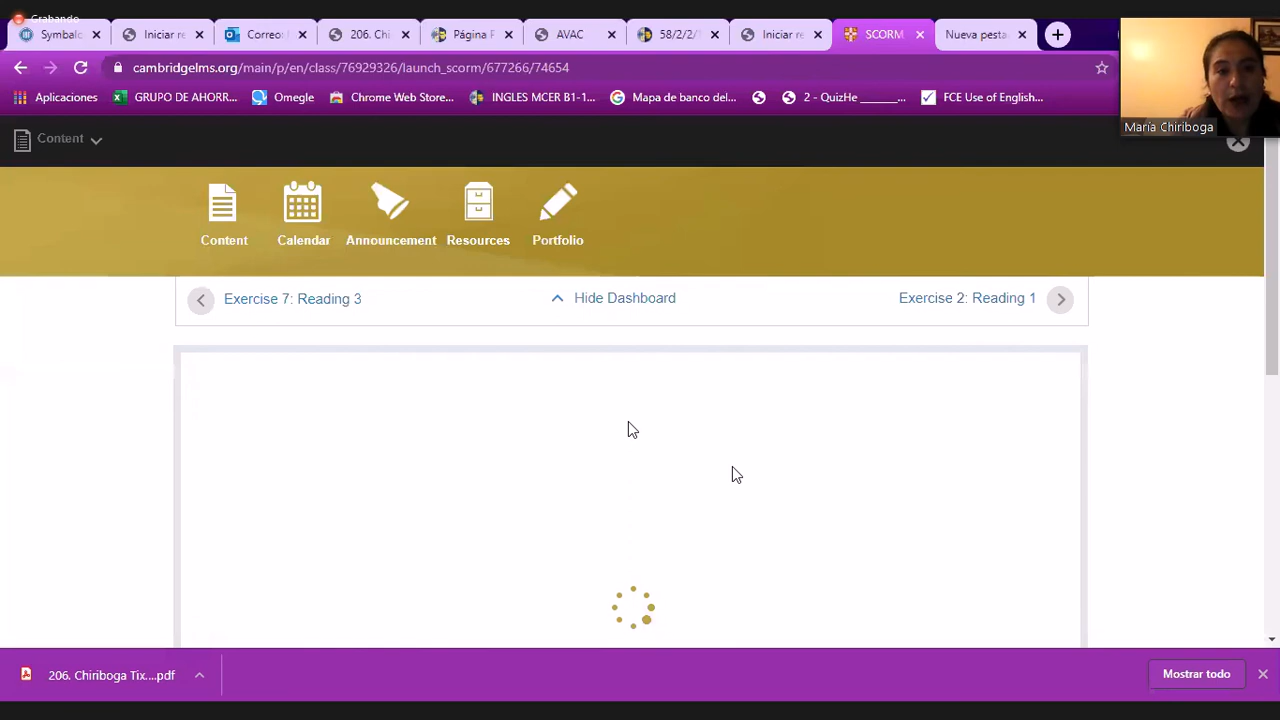 Grabando
Symbalo
Iniciar re
Correo:
206. Chi
Página F
AVAC
58/2/2/
Iniciar re
SCORM
Nueva pesta
cambridgelms.org/main/p/en/class/76929326/launch_scorm/677266/74654
Aplicaciones
GRUPO DE AHORR...
Omegle
Chrome Web Store...
INGLES MCER B1-1...
Mapa de banco del...
2 - QuizHe _______...
FCE Use of English...
Maria Chiriboga
Content
Content
Calendar
Announcement
Resources
Portfolio
Exercise 7: Reading 3
Hide Dashboard
Exercise 2: Reading 1
206. Chiriboga Tix....pdf
Mostrar todo